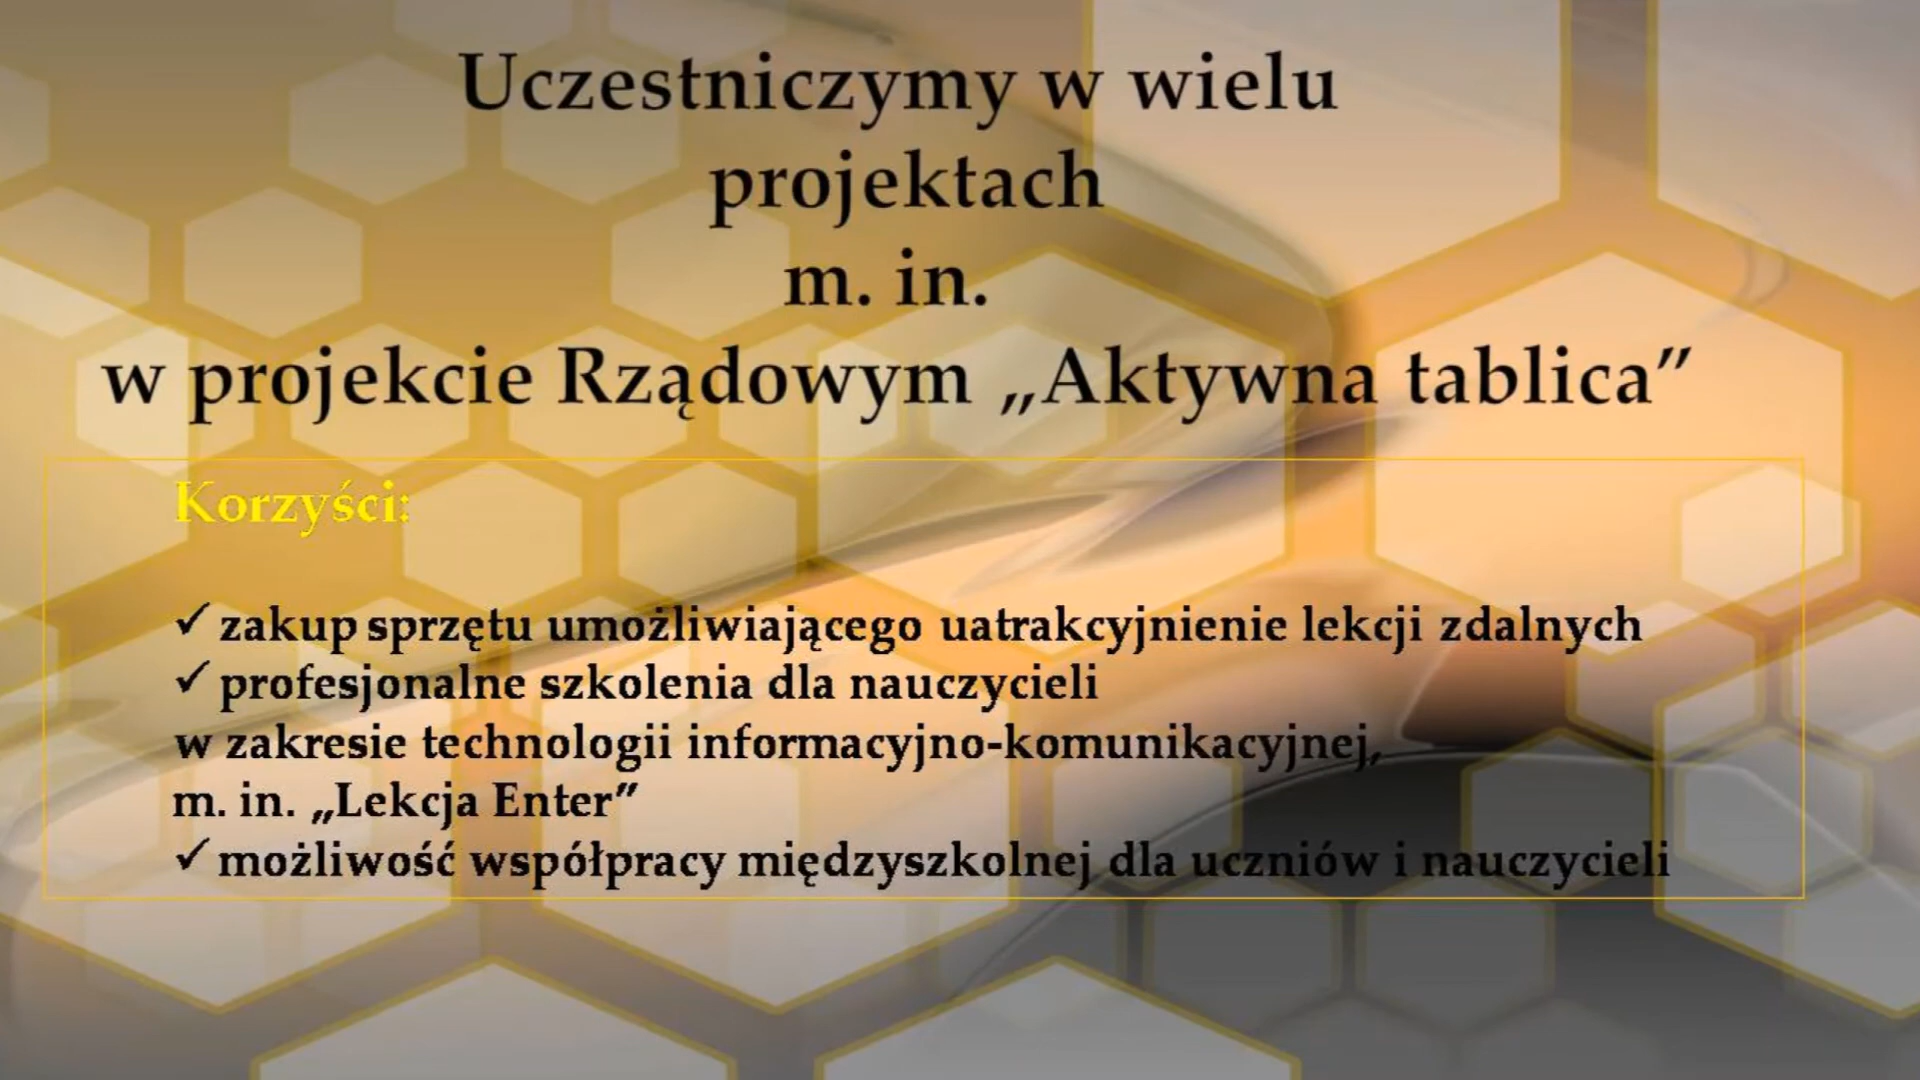 Uczestniczymy w wielu
projektach
m. in.
w projekcie Rządowym „Aktywna tablica”
Korzyści:
✓ zakup sprzętu umożliwiającego uatrakcyjnienie lekcji zdalnych
✓ profesjonalne szkolenia dla nauczycieli
w zakresie technologii informacyjno-komunikacyjnej,
m. in. „Lekcja Enter”
✓ możliwość współpracy międzyszkolnej dla uczniów i nauczycieli